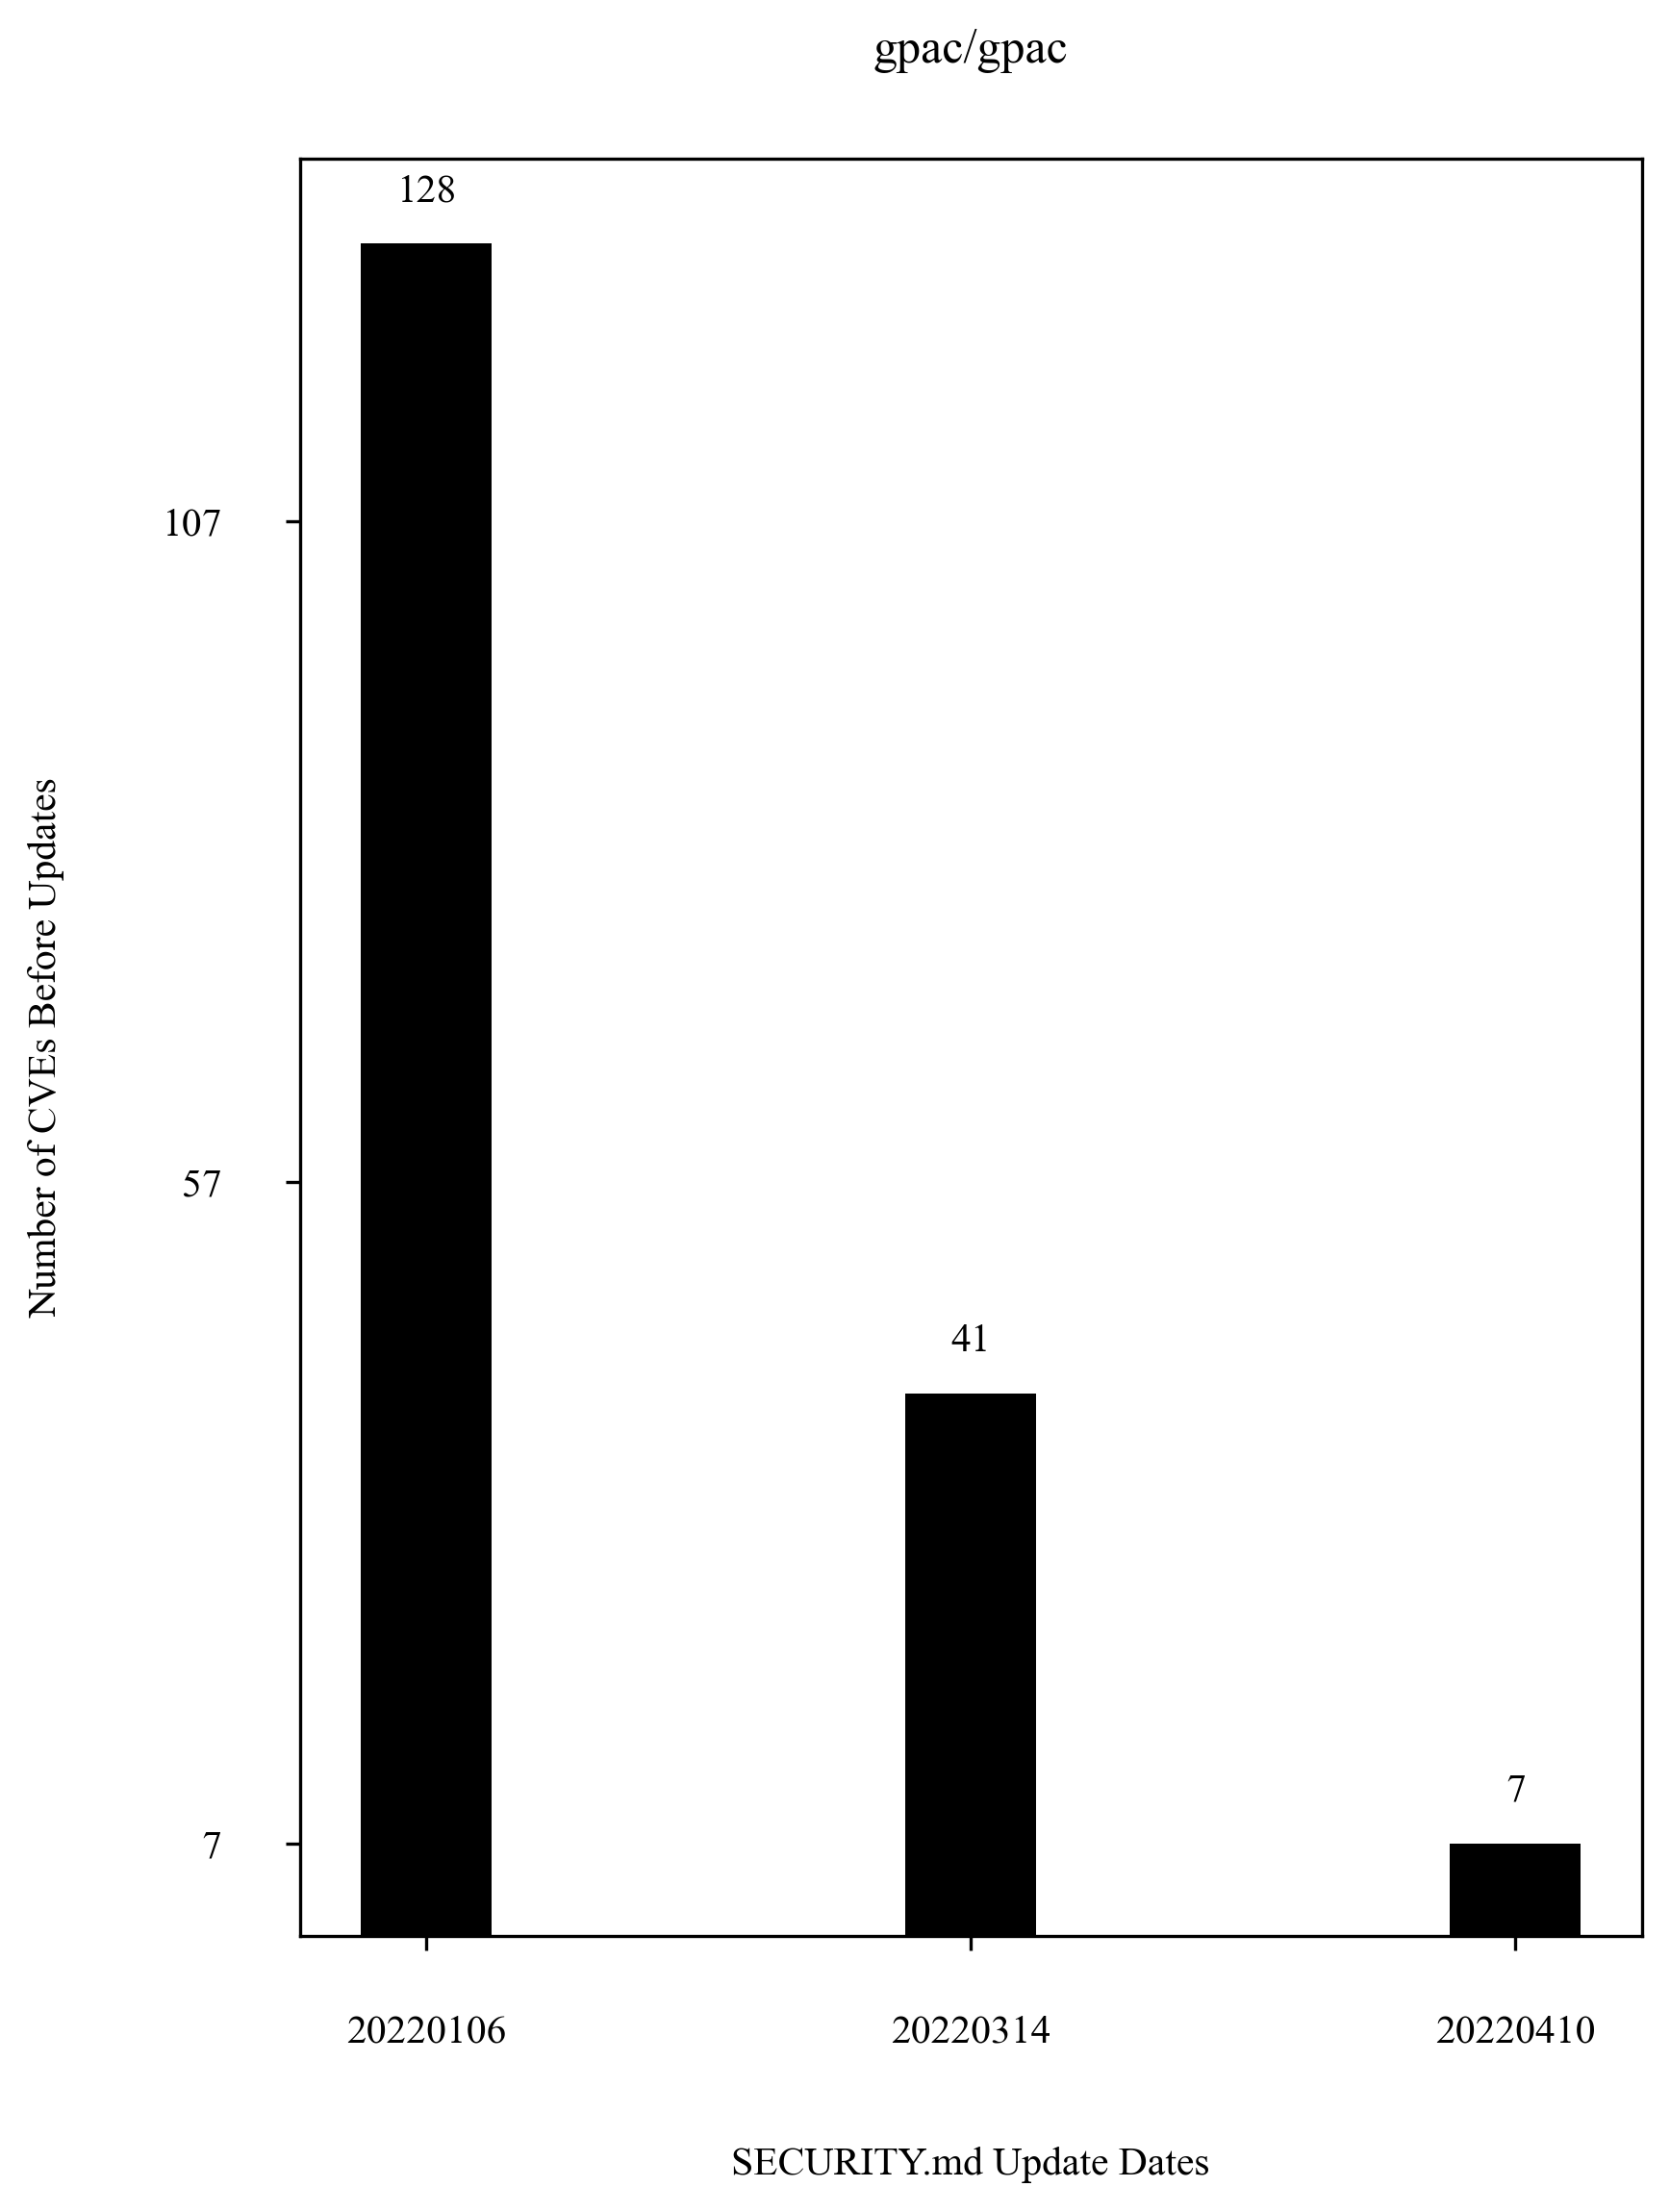 gpac/gpac
128
107
Number of CVEs Before Updates
57
41
7
7
20220106 20220314 20220410
SECURITY.md Update Dates